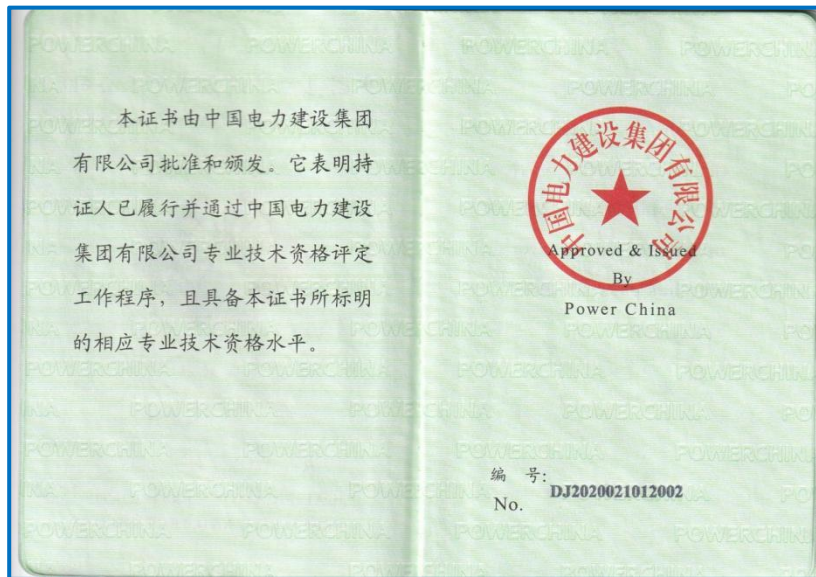 本证书由中国电力建设集团
有限公司批准和颁发。它表明持
证人已履行并通过中国电力建设
集团有限公司专业技术资格评定
工作程序，且具备本证书所标明
的相应专业技术资格水平。
中国电力建设集团有限公司
Approved & Issued
By
Power China
编 号:
No. DJ2020021012002
POWERCHINA